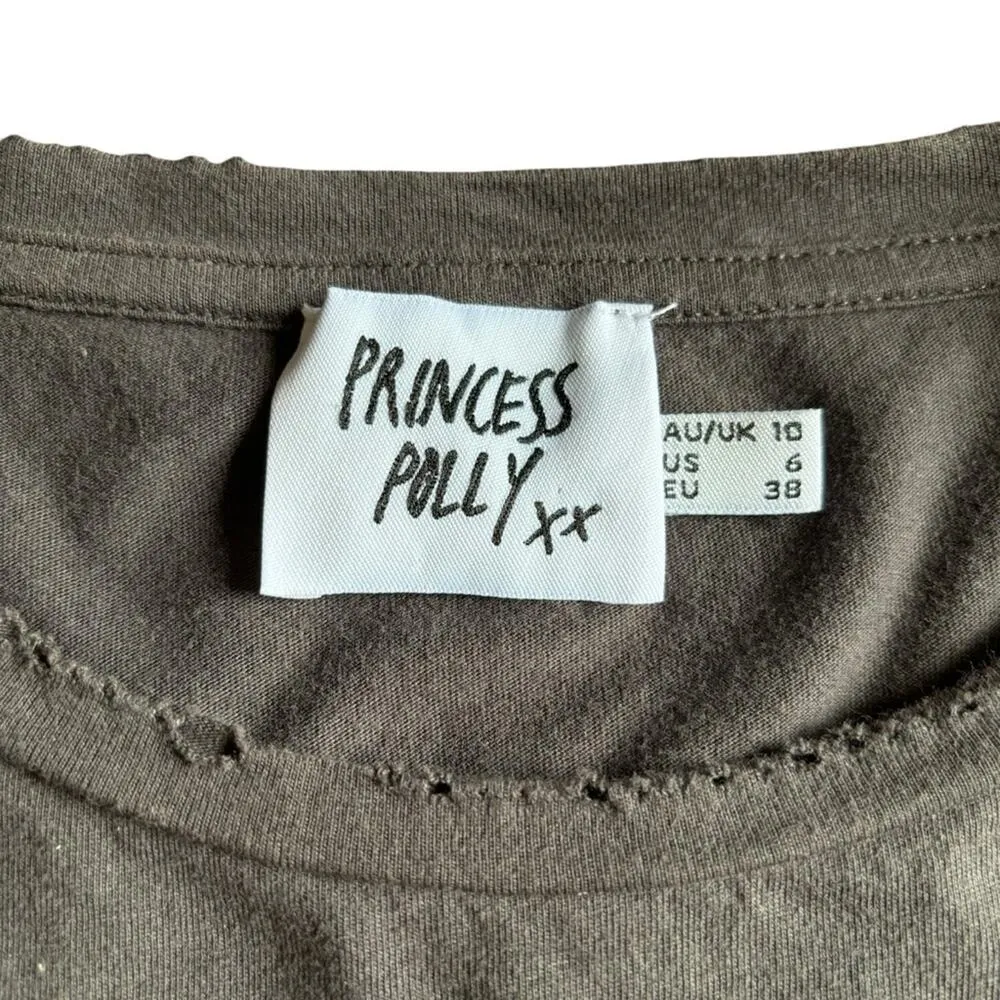 PRINCESS
POLLY xx
AU/UK 10
US 6
EU 38